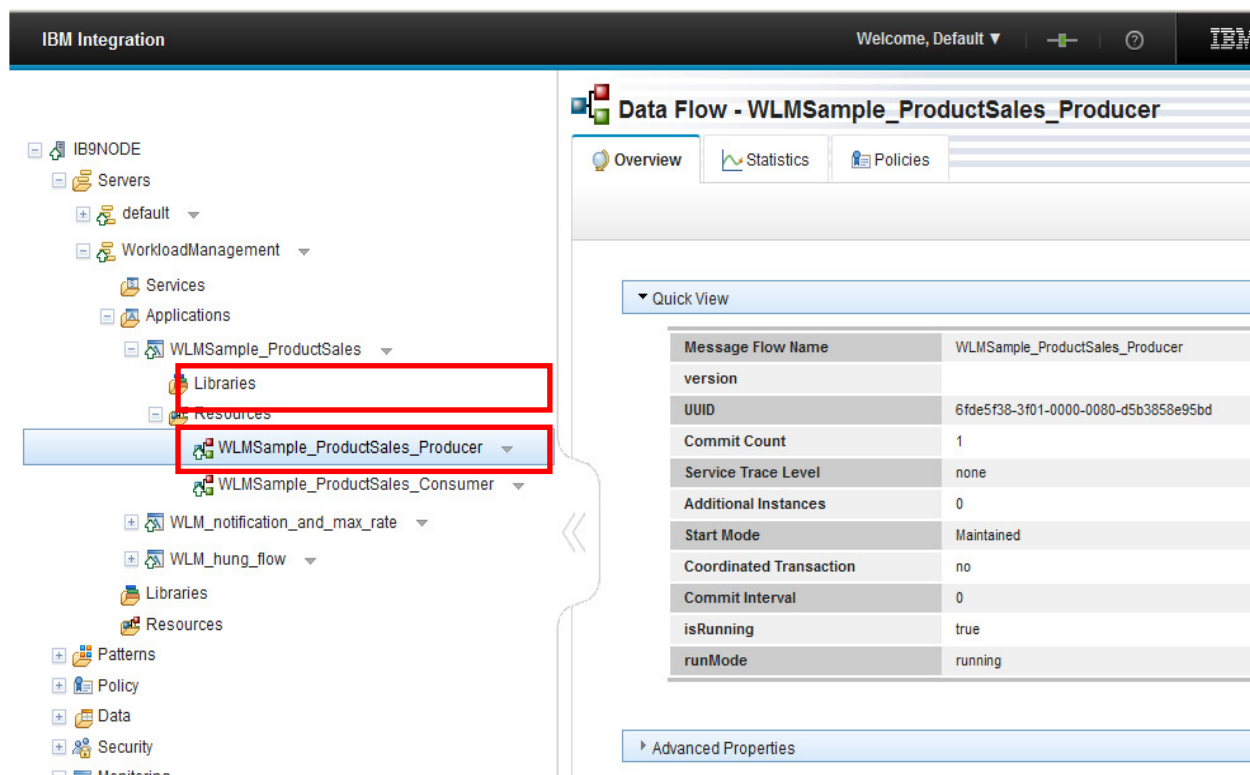 IBM Integration
Welcome, Default ▼
IBM
IB9NODE
Servers
default
WorkloadManagement
Services
Applications
WLMSample_ProductSales
Libraries
Resources
WLMSample_ProductSales_Producer
WLMSample_ProductSales_Consumer
WLM_notification_and_max_rate
WLM_hung_flow
Libraries
Resources
Patterns
Policy
Data
Security
Monitoring
Data Flow - WLMSample_ProductSales_Producer
Overview Statistics Policies
Quick View
Message Flow Name WLMSample_ProductSales_Producer
version
UUID 6fde5f38-3f01-0000-0080-d5b3858e95bd
Commit Count 1
Service Trace Level none
Additional Instances 0
Start Mode Maintained
Coordinated Transaction no
Commit Interval 0
isRunning true
runMode running
Advanced Properties